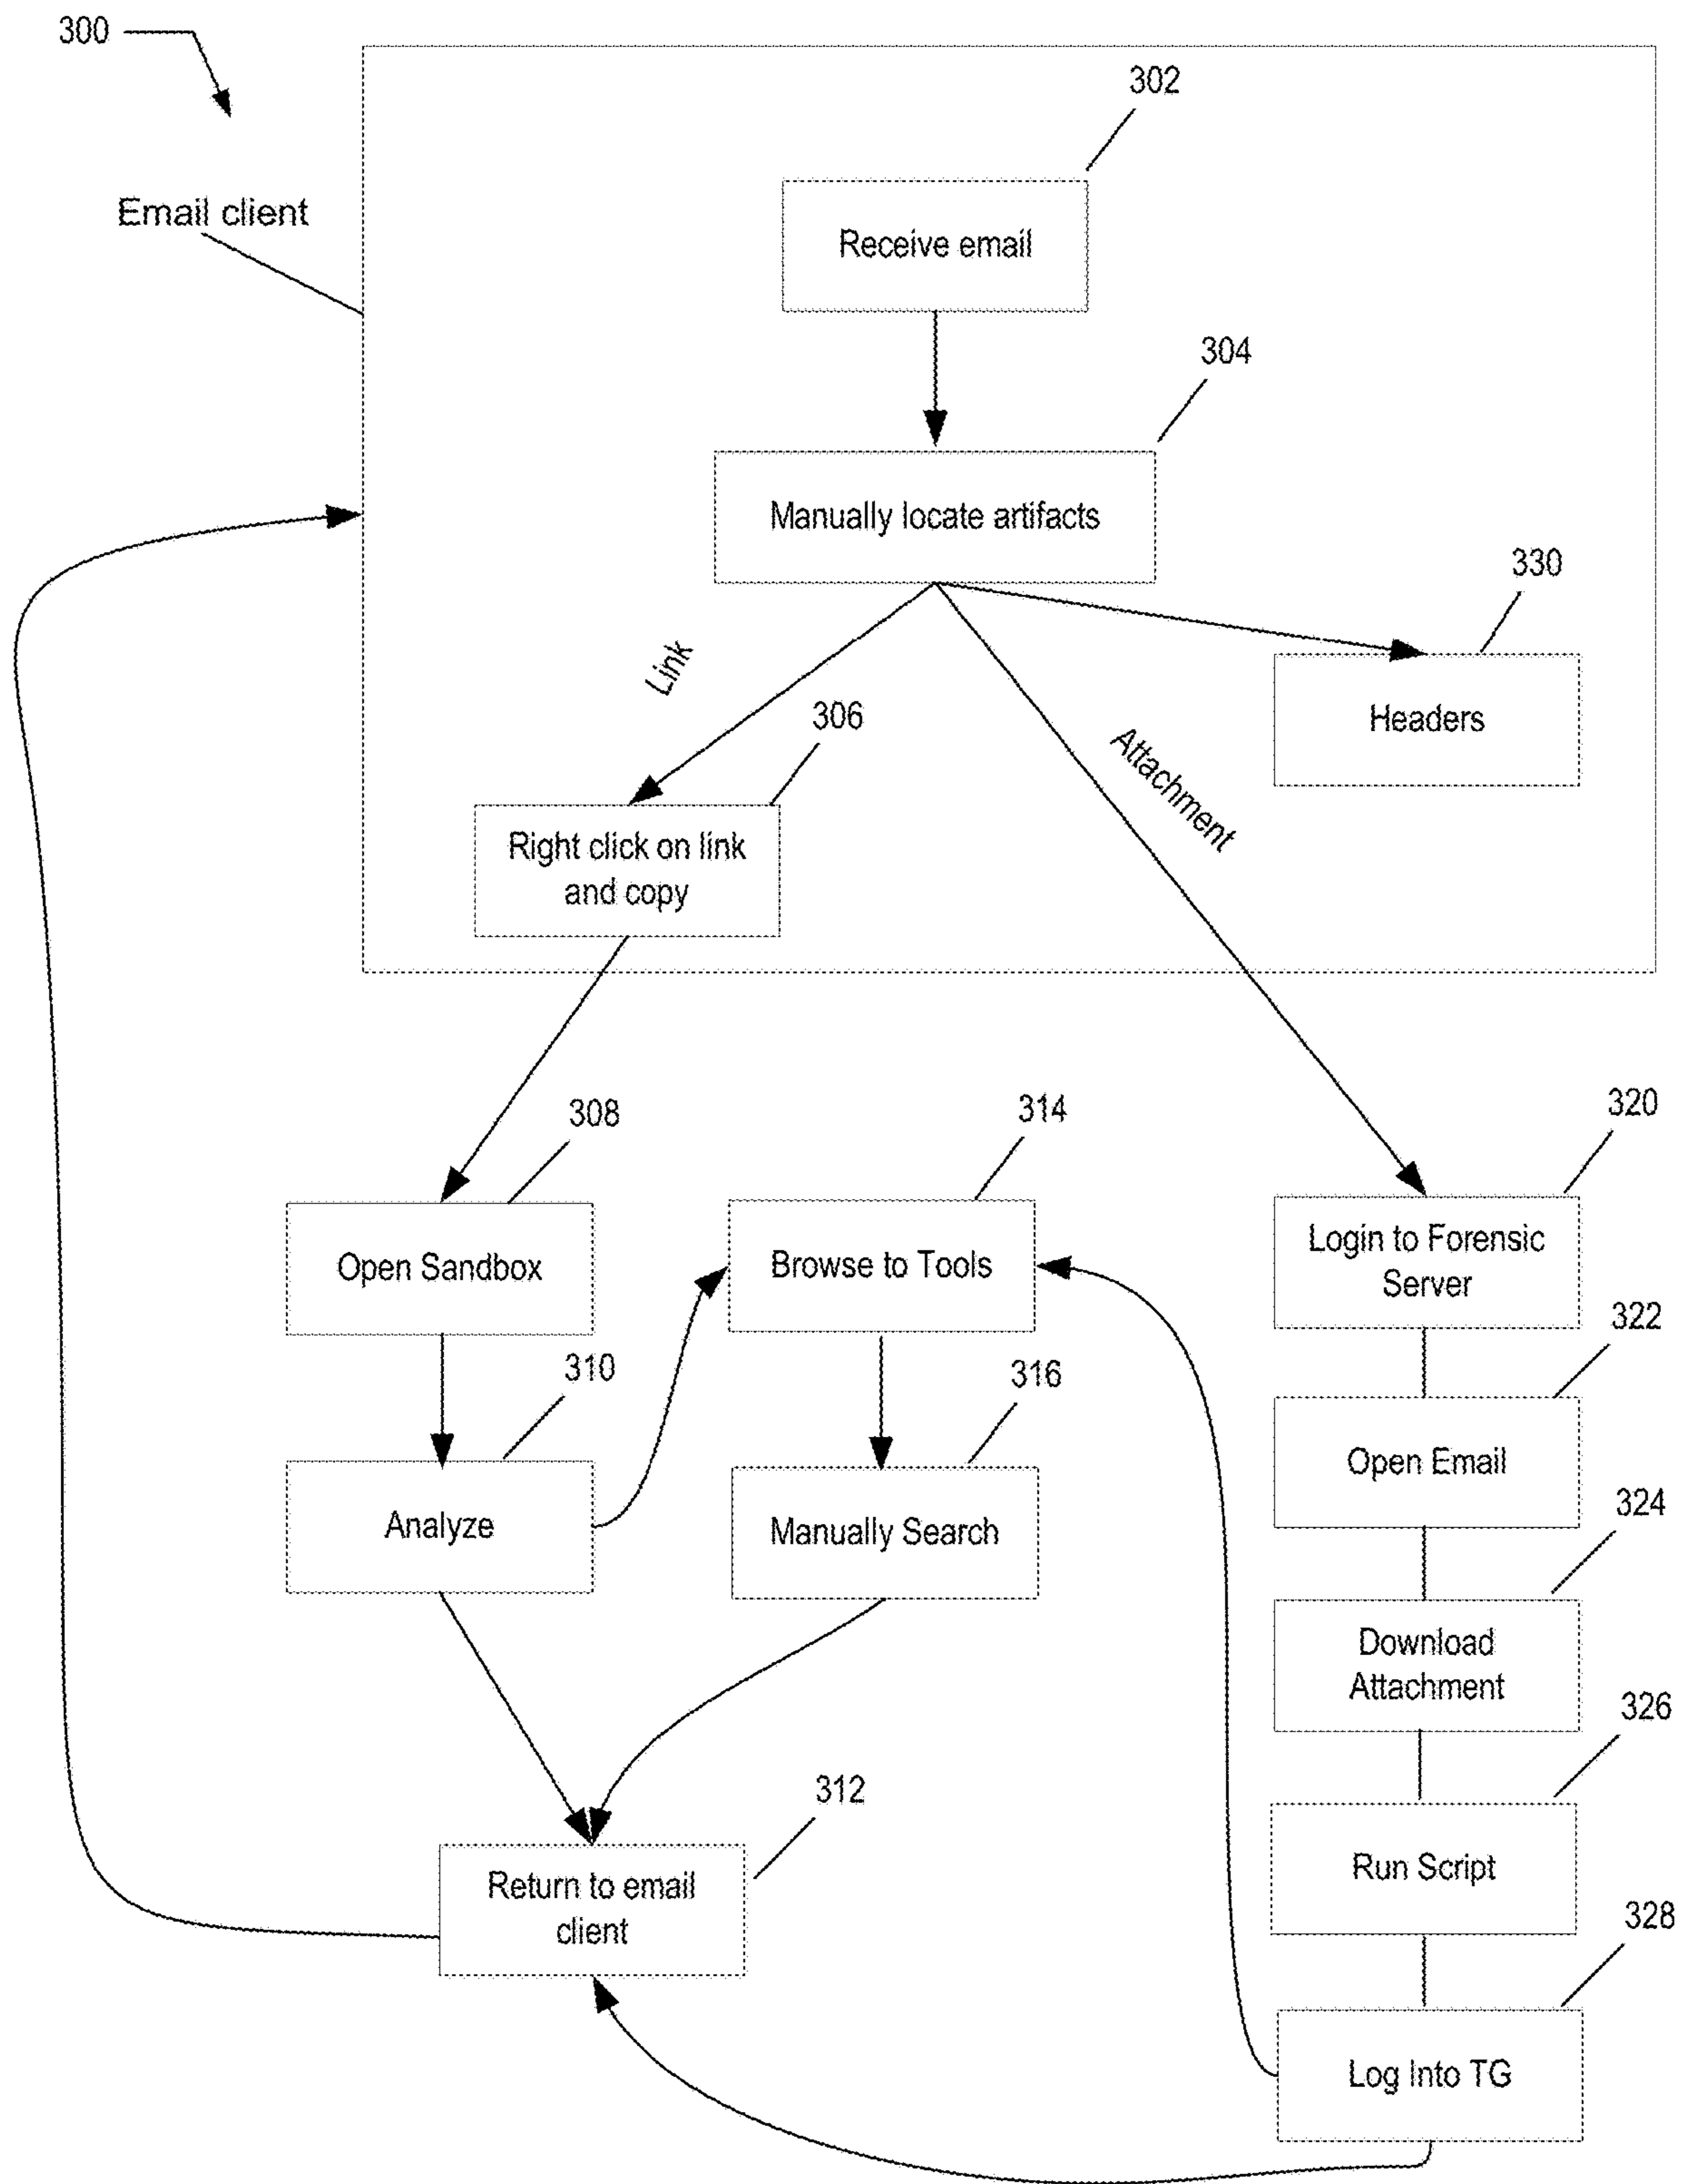 300
302
Email client
Receive email
304
Manually locate artifacts
330
Link
Headers
306
Attachment
Right click on link
and copy
308
314
320
Open Sandbox
Browse to Tools
Login to Forensic
Server
322
310
316
Open Email
Analyze
Manually Search
324
Download
Attachment
326
312
Run Script
Return to email
client
328
Log Into TG